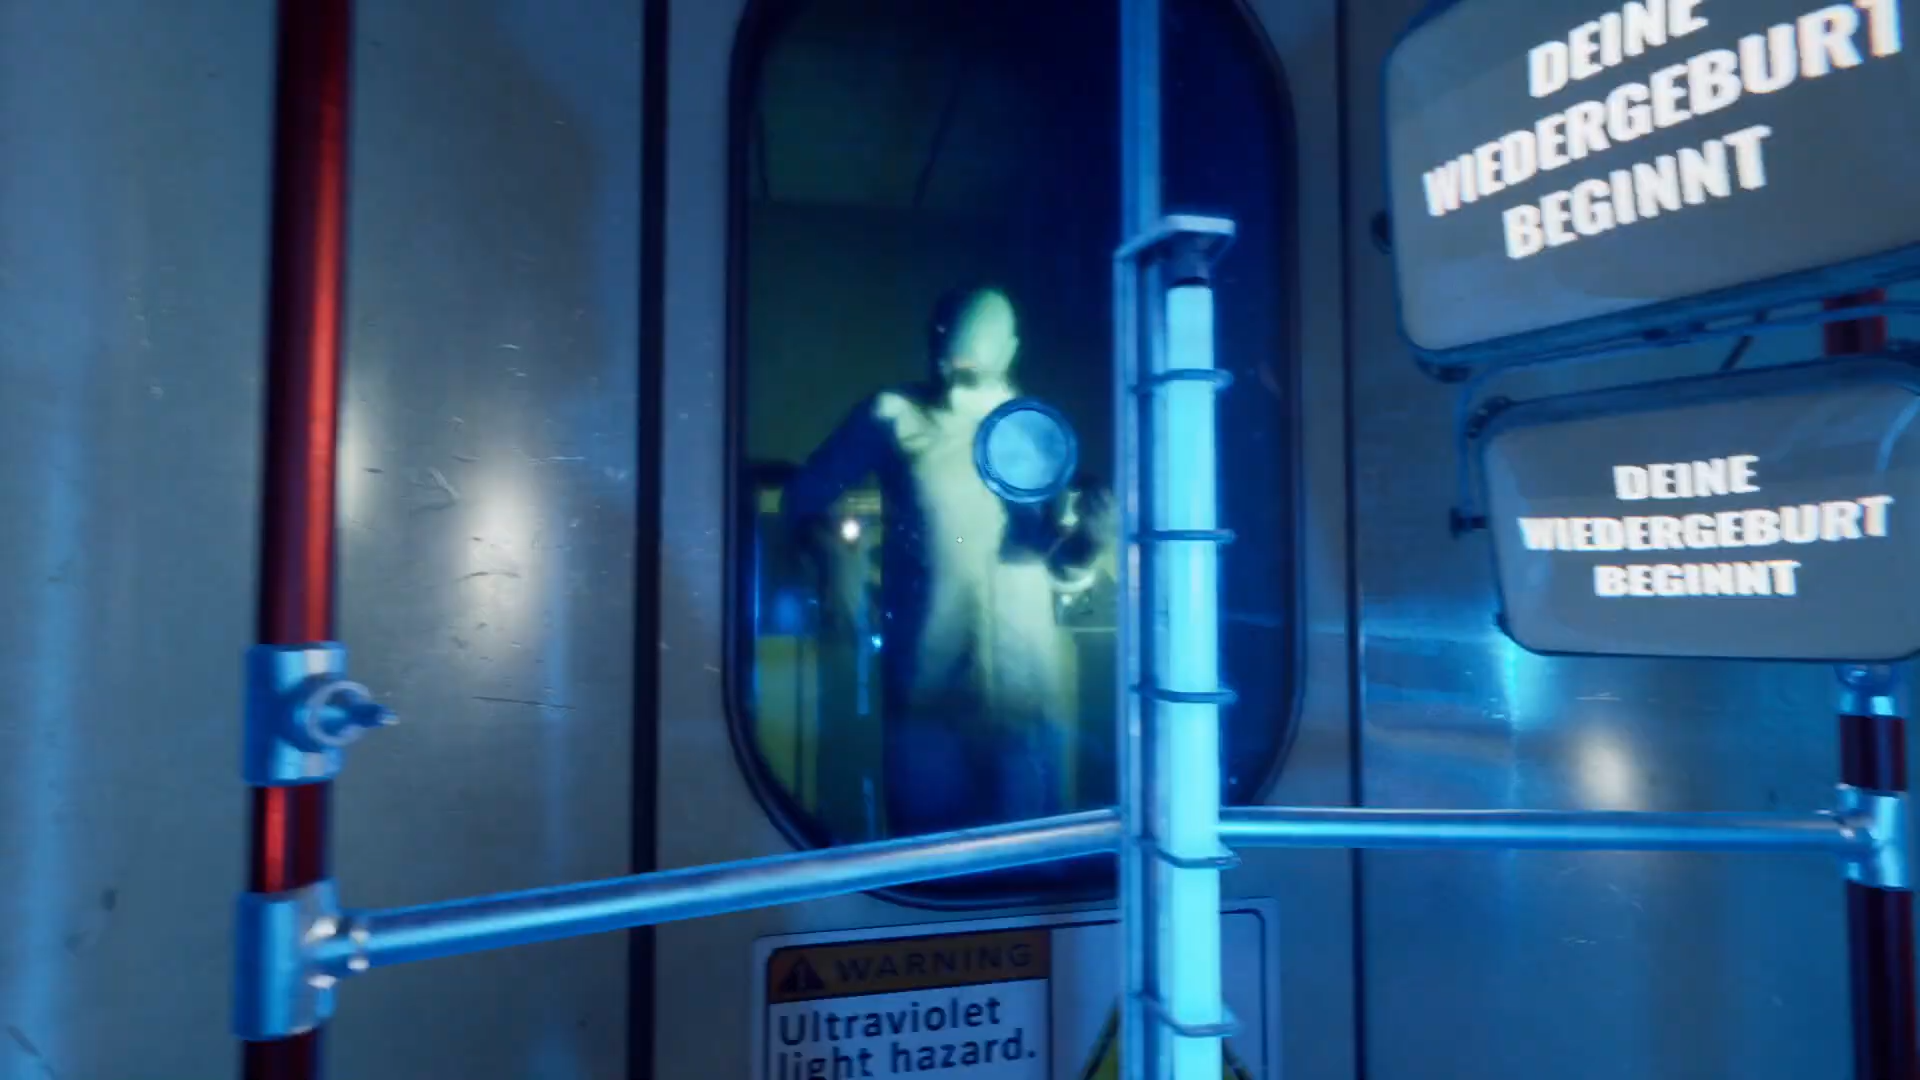 DEINE
WIEDERGEBURT
BEGINNT
DEINE
WIEDERGEBURT
BEGINNT
WARNING
Ultraviolet
light hazard.